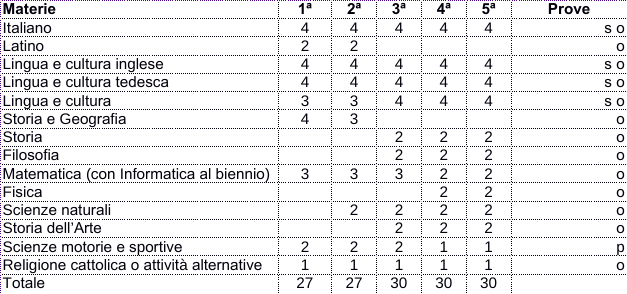 Materie 1ª 2ª 3ª 4ª 5ª Prove
Italiano 4 4 4 4 4 s o
Latino 2 2 o
Lingua e cultura inglese 4 4 4 4 4 s o
Lingua e cultura tedesca 4 4 4 4 4 s o
Lingua e cultura 3 3 4 4 4 s o
Storia e Geografia 4 3 o
Storia 2 2 2 o
Filosofia 2 2 2 o
Matematica (con Informatica al biennio) 3 3 3 2 2 o
Fisica 2 2 o
Scienze naturali 2 2 2 2 o
Storia dell'Arte 2 2 2 o
Scienze motorie e sportive 2 2 2 1 1 p
Religione cattolica o attività alternative 1 1 1 1 1 o
Totale 27 27 30 30 30